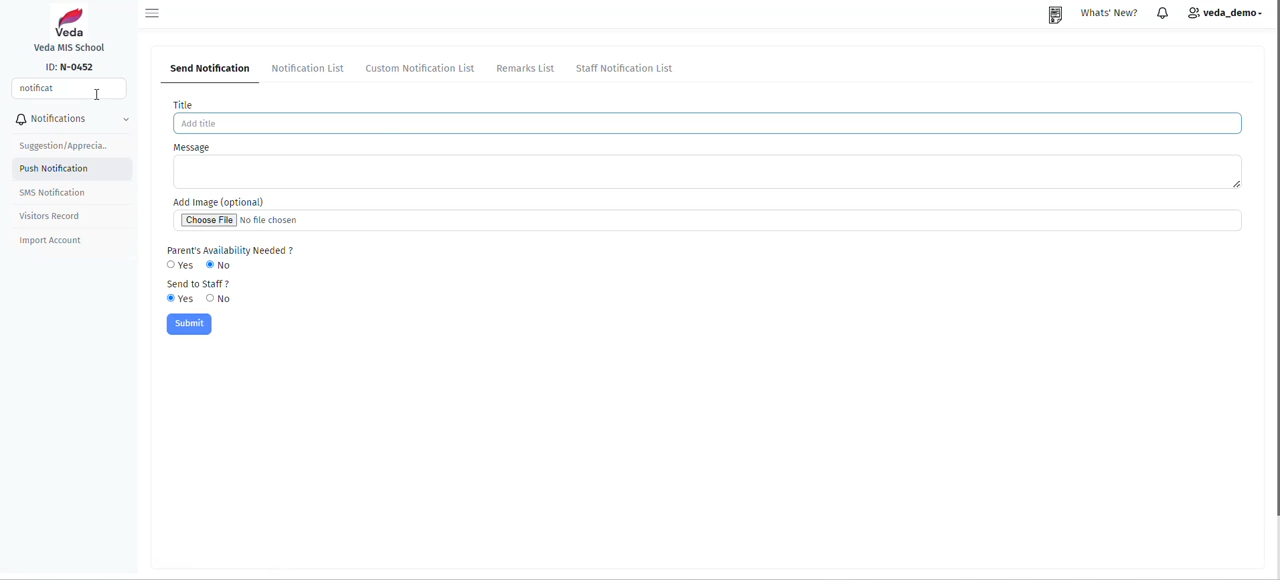 Veda
Veda MIS School
ID: N-0452
notificat
Notifications
Suggestion/Apprecia..
Push Notification
SMS Notification
Visitors Record
Import Account
Whats' New?
veda_demo
Send Notification
Notification List
Custom Notification List
Remarks List
Staff Notification List
Title
Add title
Message
Add Image (optional)
Choose File No file chosen
Parent's Availability Needed ?
Yes No
Send to Staff ?
Yes No
Submit